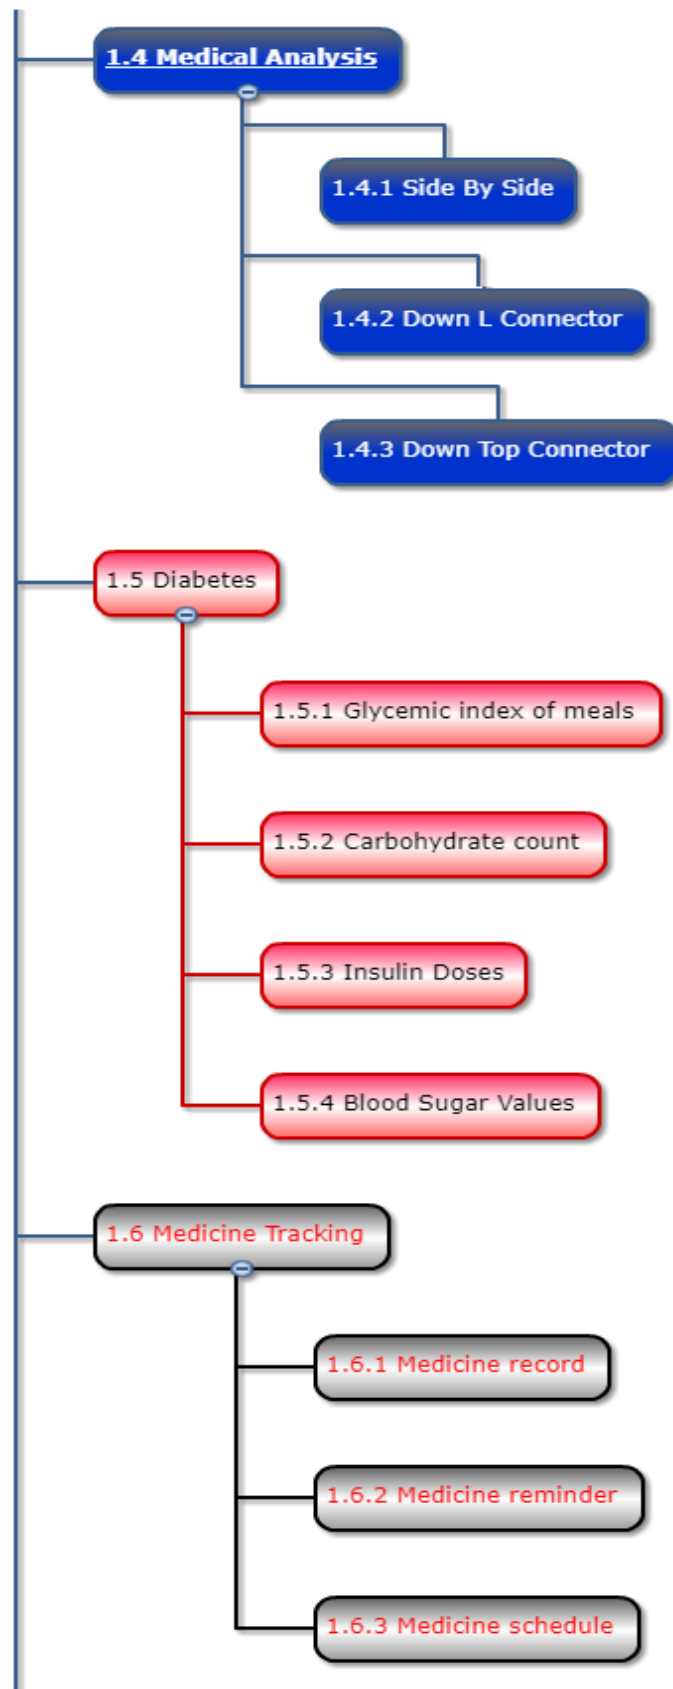 1.4 Medical Analysis
1.4.1 Side By Side
1.4.2 Down L Connector
1.4.3 Down Top Connector
1.5 Diabetes
1.5.1 Glycemic index of meals
1.5.2 Carbohydrate count
1.5.3 Insulin Doses
1.5.4 Blood Sugar Values
1.6 Medicine Tracking
1.6.1 Medicine record
1.6.2 Medicine reminder
1.6.3 Medicine schedule